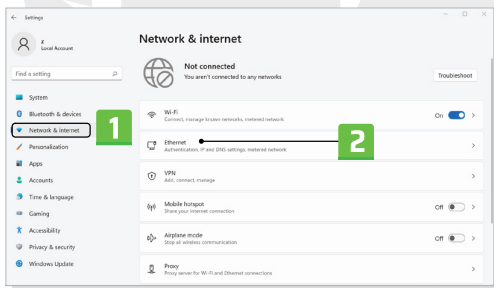 Settings
z
Local Account
Find a setting
System
Bluetooth & devices
Network & internet
Personalization
Apps
Accounts
Time & language
Gaming
Accessibility
Privacy & security
Windows Update
1
Network & internet
Not connected
You aren't connected to any networks
Troubleshoot
Wi-Fi
Connect, manage known networks, metered network
On
Ethernet
Authentication, IP and DNS settings, metered network
2
VPN
Add, connect, manage
Mobile hotspot
Share your internet connection
Off
Airplane mode
Stop all wireless communication
Off
Proxy
Proxy server for Wi-Fi and Ethernet connections